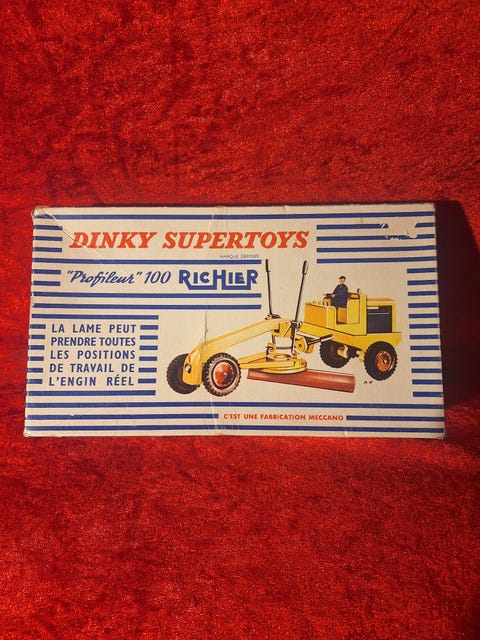 DINKY SUPERTOYS
MARQUE DÉPOSÉE
"Profileur" 100 RICHIER
LA LAME PEUT
PRENDRE TOUTES
LES POSITIONS
DE TRAVAIL DE
L'ENGIN RÉEL
C'EST UNE FABRICATION MECCANO